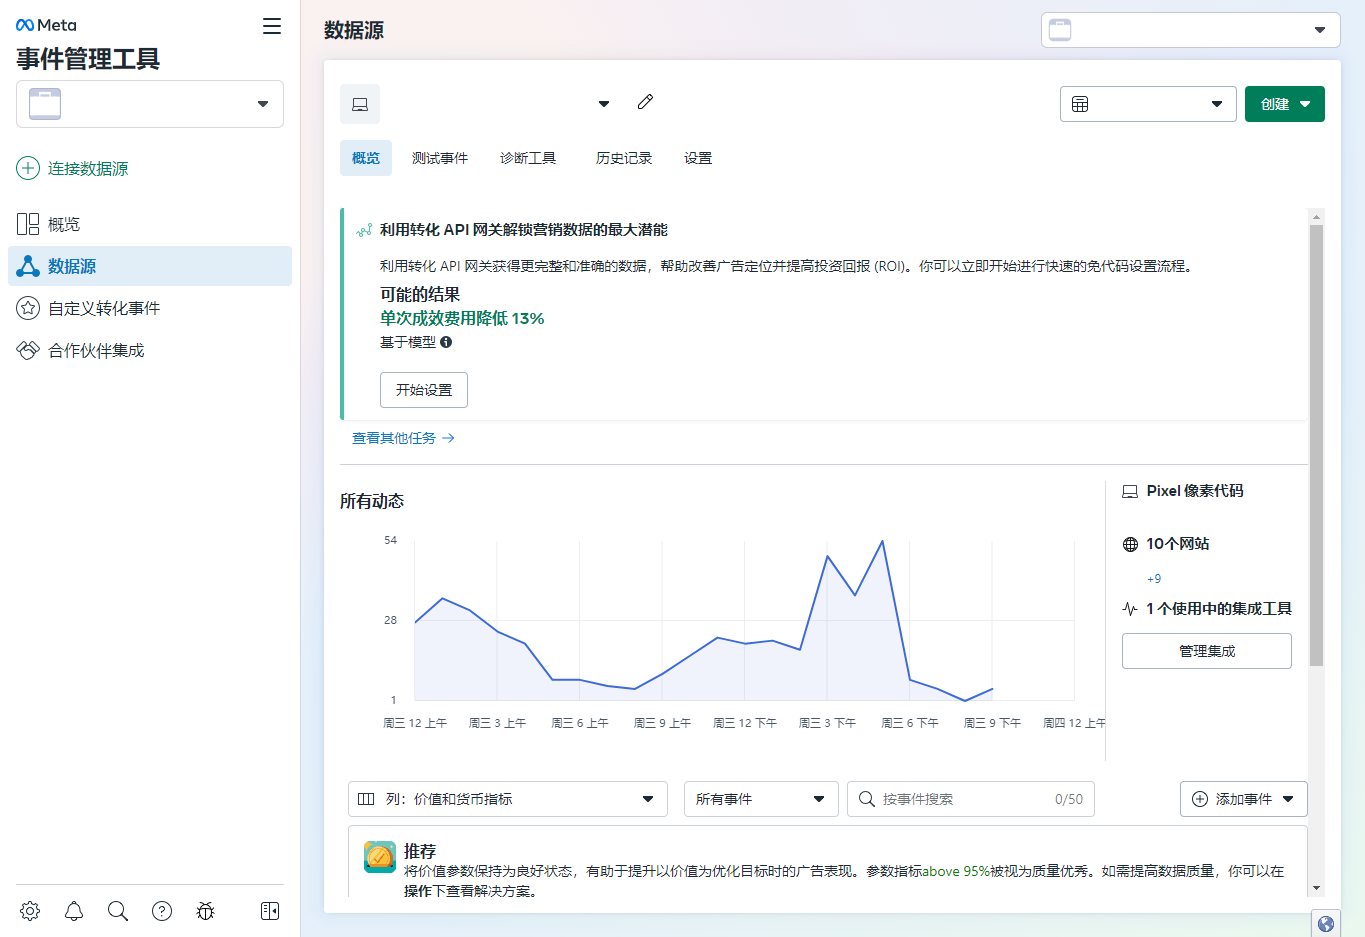 Meta
事件管理工具
连接数据源
概览
数据源
自定义转化事件
合作伙伴集成
数据源
创建
概览 测试事件 诊断工具 历史记录 设置
利用转化 API 网关解锁营销数据的最大潜能
利用转化 API 网关获得更完整和准确的数据，帮助改善广告定位并提高投资回报 (ROI)。你可以立即开始进行快速的免代码设置流程。
可能的结果
单次成效费用降低 13%
基于模型
开始设置
查看其他任务
所有动态
54
28
1
周三 12 上午 周三 3 上午 周三 6 上午 周三 9 上午 周三 12 下午 周三 3 下午 周三 6 下午 周三 9 下午 周四 12 上午
Pixel 像素代码
10个网站
+9
1 个使用中的集成工具
管理集成
列：价值和货币指标 所有事件 按事件搜索 0/50 添加事件
推荐
将价值参数保持为良好状态，有助于提升以价值为优化目标时的广告表现。参数指标above 95%被视为质量优秀。如需提高数据质量，你可以在
操作下查看解决方案。